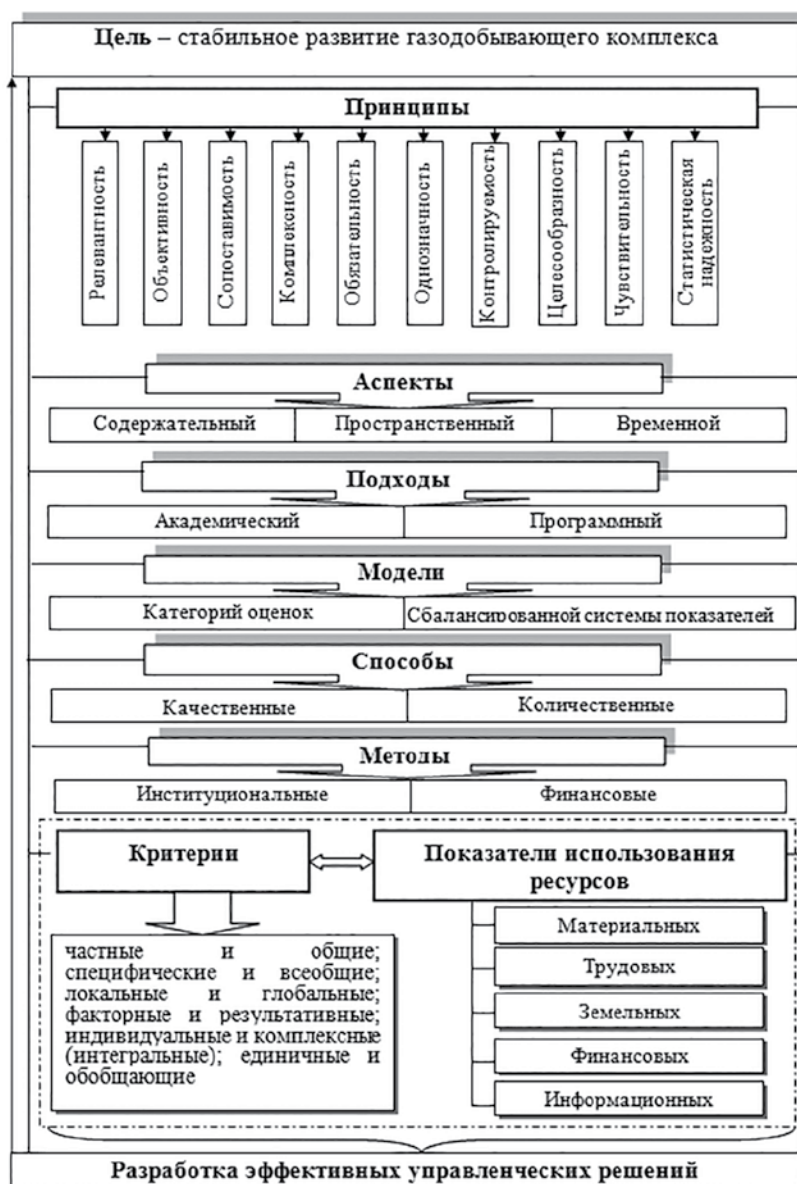 Цель – стабильное развитие газодобывающего комплекса
Принципы
Релевантность
Объективность
Сопоставимость
Комплексность
Обязательность
Однозначность
Контролируемость
Целесообразность
Чувствительность
Статистическая
надежность
Аспекты
Содержательный
Пространственный
Временной
Подходы
Академический
Программный
Модели
Категорий оценок
Сбалансированной системы показателей
Способы
Качественные
Количественные
Методы
Институциональные
Финансовые
Критерии
Показатели использования
ресурсов
частные и общие;
специфические и всеобщие;
локальные и глобальные;
факторные и результативные;
индивидуальные и комплексные
(интегральные); единичные и
обобщающие
Материальных
Трудовых
Земельных
Финансовых
Информационных
Разработка эффективных управленческих решений